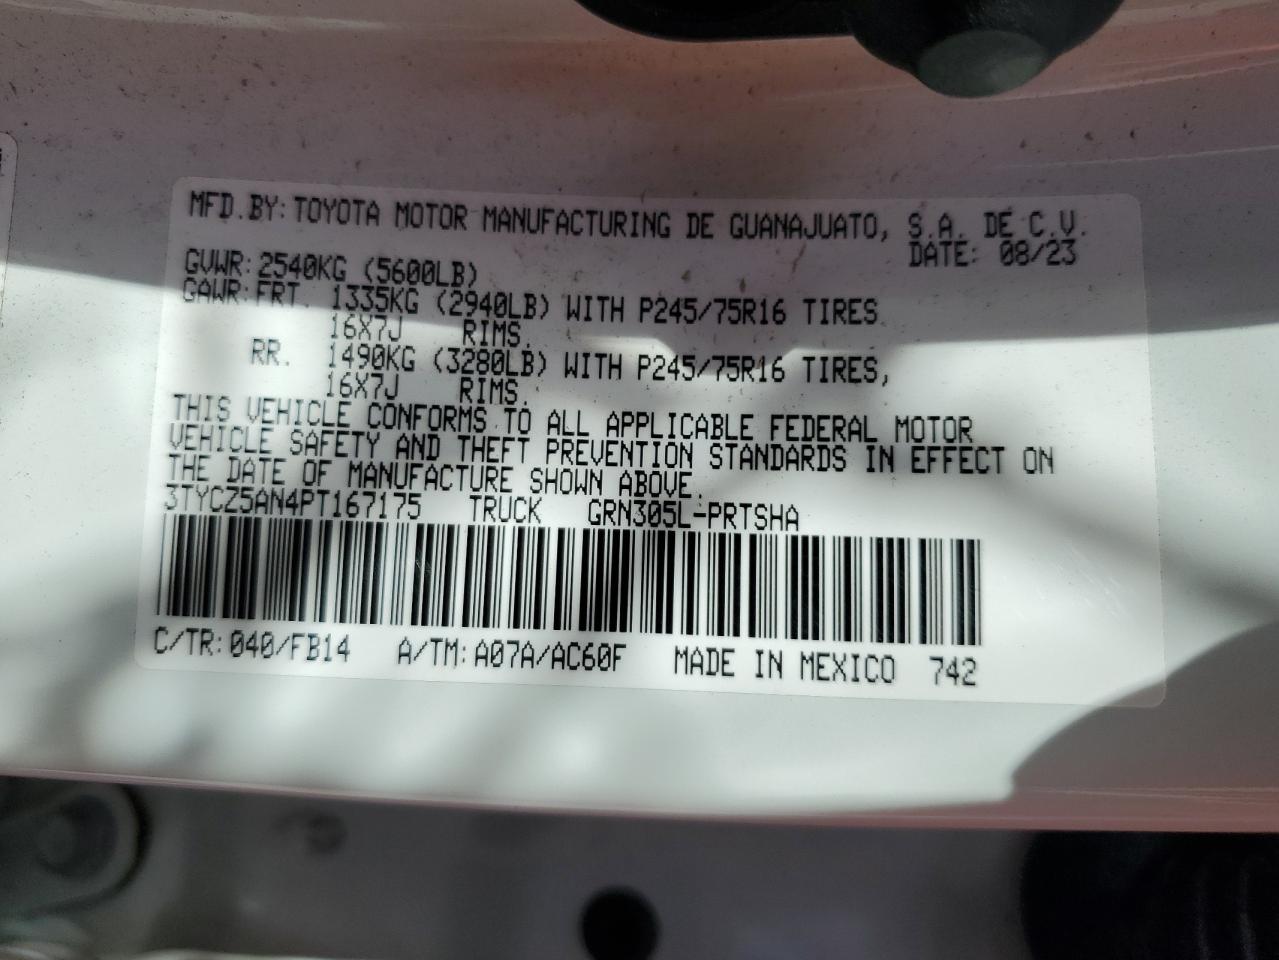 MFD.BY:TOYOTA MOTOR MANUFACTURING DE GUANAJUATO, S.A. DE C.V.
DATE: 08/23
GVWR:2540KG (5600LB)
GAWR:FRT. 1335KG (2940LB) WITH P245/75R16 TIRES
16X7J RIMS,
RR. 1490KG (3280LB) WITH P245/75R16 TIRES,
16X7J RIMS.
THIS VEHICLE CONFORMS TO ALL APPLICABLE FEDERAL MOTOR
VEHICLE SAFETY AND THEFT PREVENTION STANDARDS IN EFFECT ON
THE DATE OF MANUFACTURE SHOWN ABOVE.
3TYCZ5AN4PT167175 TRUCK GRN305L-PRTSHA
C/TR:040/FB14 A/TM:A07A/AC60F MADE IN MEXICO 742